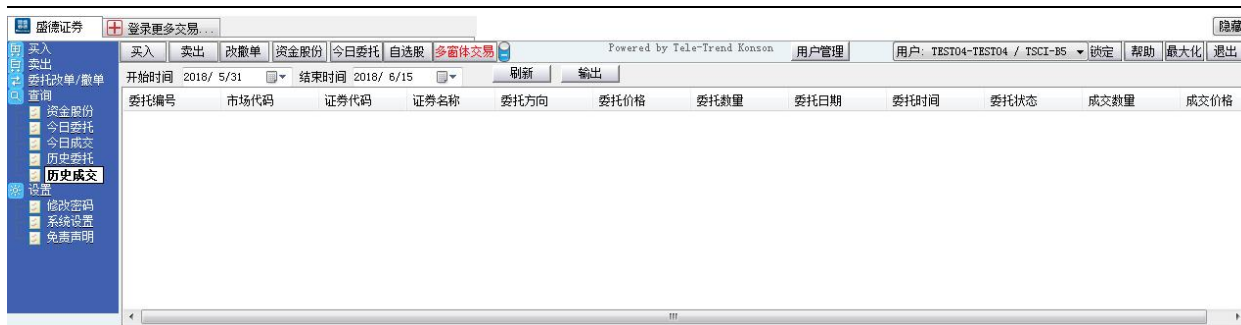 盛德证券 登录更多交易... 隐藏
买入 卖出 改撤单 资金股份 今日委托 自选股 多窗体交易 Powered by Tele-Trend Konson 用户管理 用户: TEST04-TEST04 / TSCI-B5 锁定 帮助 最大化 退出
开始时间 2018/ 5/31 结束时间 2018/ 6/15 刷新 输出
委托编号 市场代码 证券代码 证券名称 委托方向 委托价格 委托数量 委托日期 委托时间 委托状态 成交数量 成交价格
买入
卖出
委托改单/撤单
查询
资金股份
今日委托
今日成交
历史委托
历史成交
设置
修改密码
系统设置
免责声明